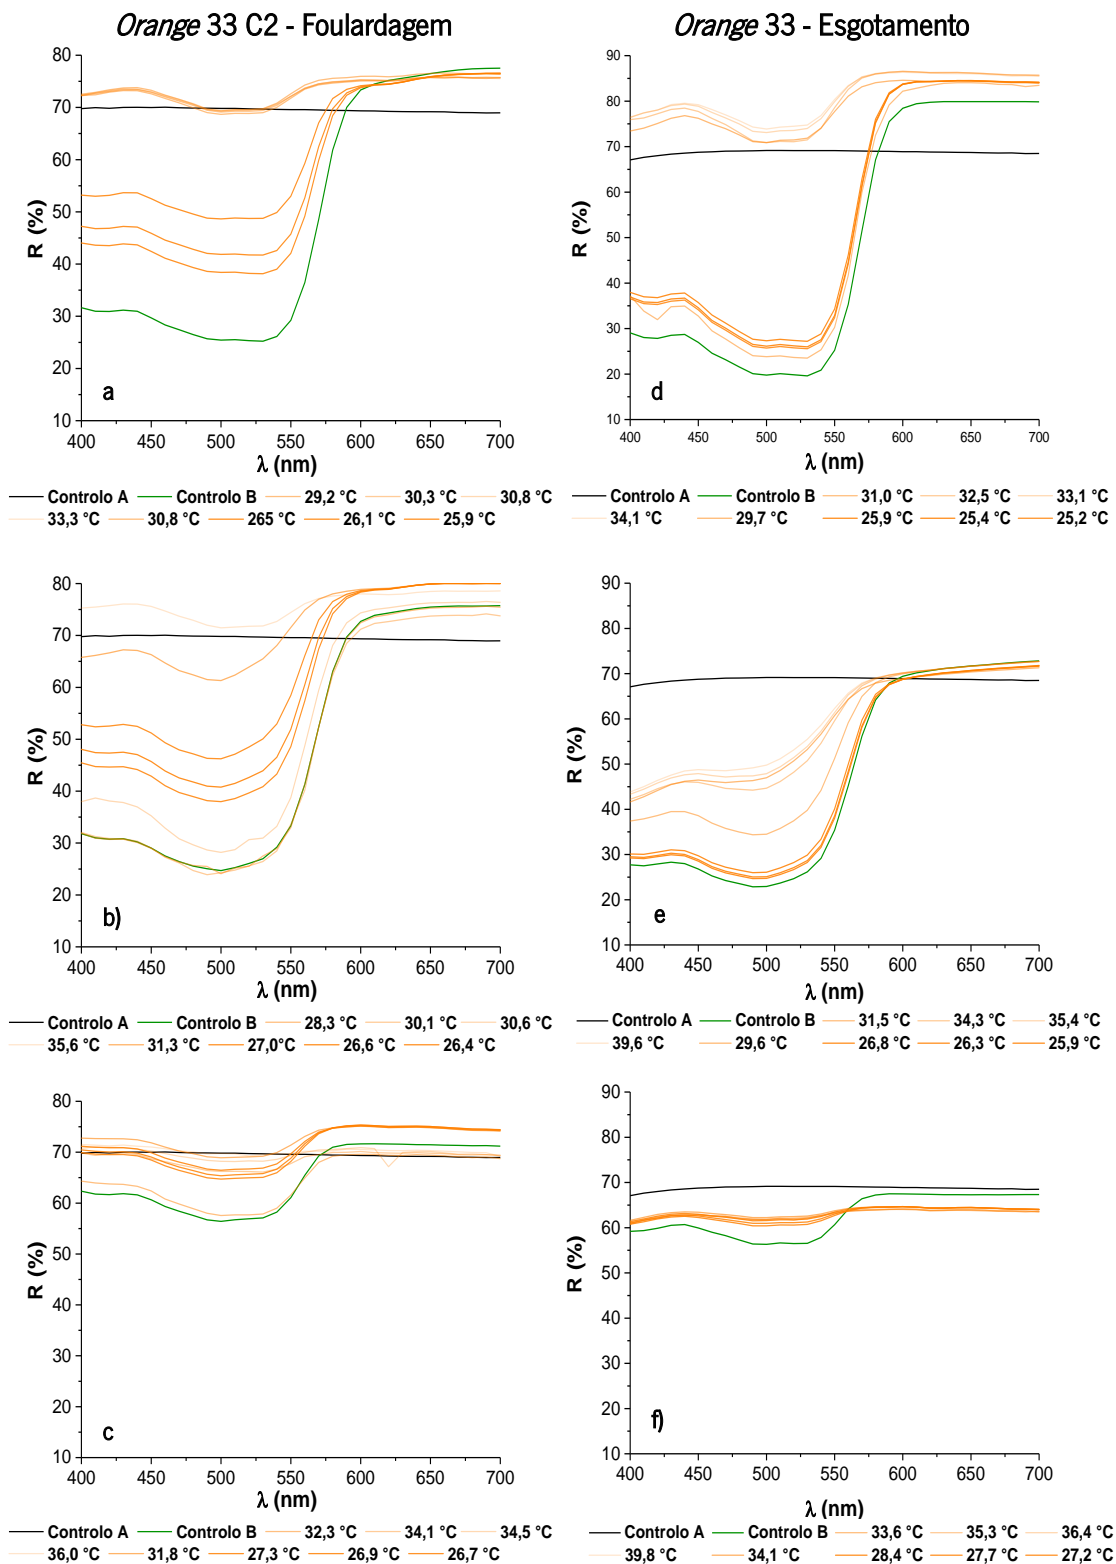 Orange 33 C2 - Foulardagem
80
70
60
50
40
30
20
10
R (%)
a
400 450 500 550 600 650 700
λ (nm)
Controlo A Controlo B 29,2 °C 30,3 °C 30,8 °C
33,3 °C 30,8 °C 265 °C 26,1 °C 25,9 °C
Orange 33 - Esgotamento
90
80
70
60
50
40
30
20
10
R (%)
d
400 450 500 550 600 650 700
λ (nm)
Controlo A Controlo B 31,0 °C 32,5 °C 33,1 °C
34,1 °C 29,7 °C 25,9 °C 25,4 °C 25,2 °C
80
70
60
50
40
30
20
10
R (%)
b)
400 450 500 550 600 650 700
λ (nm)
Controlo A Controlo B 28,3 °C 30,1 °C 30,6 °C
35,6 °C 31,3 °C 27,0°C 26,6 °C 26,4 °C
90
80
70
60
50
40
30
20
10
R (%)
e
400 450 500 550 600 650 700
λ (nm)
Controlo A Controlo B 31,5 °C 34,3 °C 35,4 °C
39,6 °C 29,6 °C 26,8 °C 26,3 °C 25,9 °C
80
70
60
50
40
30
20
10
R (%)
c
400 450 500 550 600 650 700
λ (nm)
Controlo A Controlo B 32,3 °C 34,1 °C 34,5 °C
36,0 °C 31,8 °C 27,3 °C 26,9 °C 26,7 °C
90
80
70
60
50
40
30
20
10
R (%)
f)
400 450 500 550 600 650 700
λ (nm)
Controlo A Controlo B 33,6 °C 35,3 °C 36,4 °C
39,8 °C 34,1 °C 28,4 °C 27,7 °C 27,2 °C